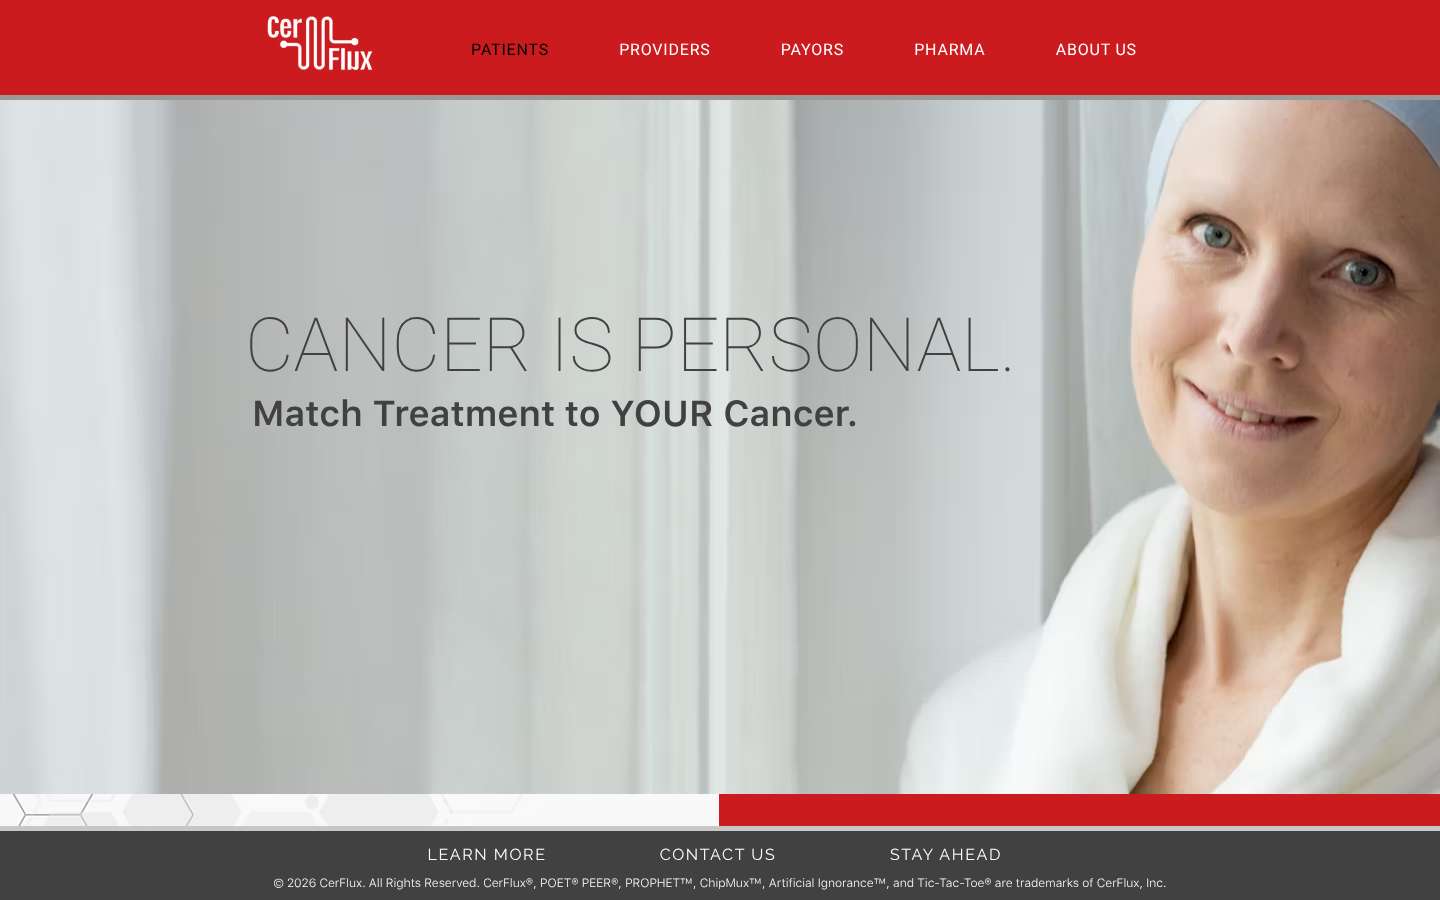 Cer
Flux
PATIENTS
PROVIDERS
PAYORS
PHARMA
ABOUT US
CANCER IS PERSONAL.
Match Treatment to YOUR Cancer.
LEARN MORE
CONTACT US
STAY AHEAD
© 2026 CerFlux. All Rights Reserved. CerFlux®, POET® PEER®, PROPHET™, ChipMux™, Artificial Ignorance™, and Tic-Tac-Toe® are trademarks of CerFlux, Inc.